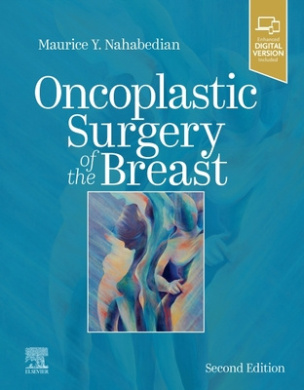 Maurice Y. Nahabedian
Enhanced
DIGITAL
VERSION
Included
Oncoplastic
Surgery
of the Breast
ELSEVIER
Second Edition